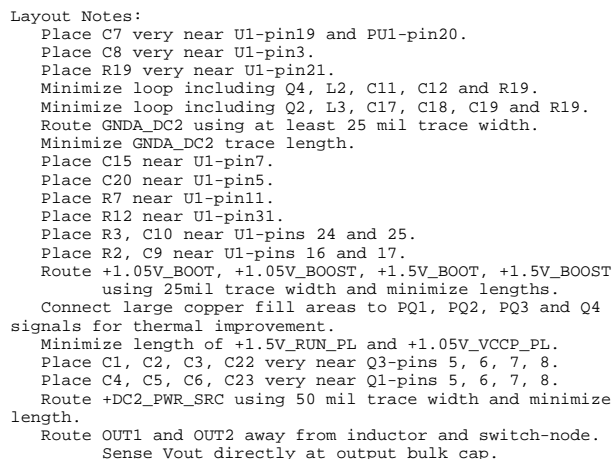 Layout Notes:
Place C7 very near U1-pin19 and PU1-pin20.
Place C8 very near U1-pin3.
Place R19 very near U1-pin21.
Minimize loop including Q4, L2, C11, C12 and R19.
Minimize loop including Q2, L3, C17, C18, C19 and R19.
Route GNDA_DC2 using at least 25 mil trace width.
Minimize GNDA_DC2 trace length.
Place C15 near U1-pin7.
Place C20 near U1-pin5.
Place R7 near U1-pin11.
Place R12 near U1-pin31.
Place R3, C10 near U1-pins 24 and 25.
Place R2, C9 near U1-pins 16 and 17.
Route +1.05V_BOOT, +1.05V_BOOST, +1.5V_BOOT, +1.5V_BOOST
using 25mil trace width and minimize lengths.
Connect large copper fill areas to PQ1, PQ2, PQ3 and Q4
signals for thermal improvement.
Minimize length of +1.5V_RUN_PL and +1.05V_VCCP_PL.
Place C1, C2, C3, C22 very near Q3-pins 5, 6, 7, 8.
Place C4, C5, C6, C23 very near Q1-pins 5, 6, 7, 8.
Route +DC2_PWR_SRC using 50 mil trace width and minimize
length.
Route OUT1 and OUT2 away from inductor and switch-node.
Sense Vout directly at output bulk cap.